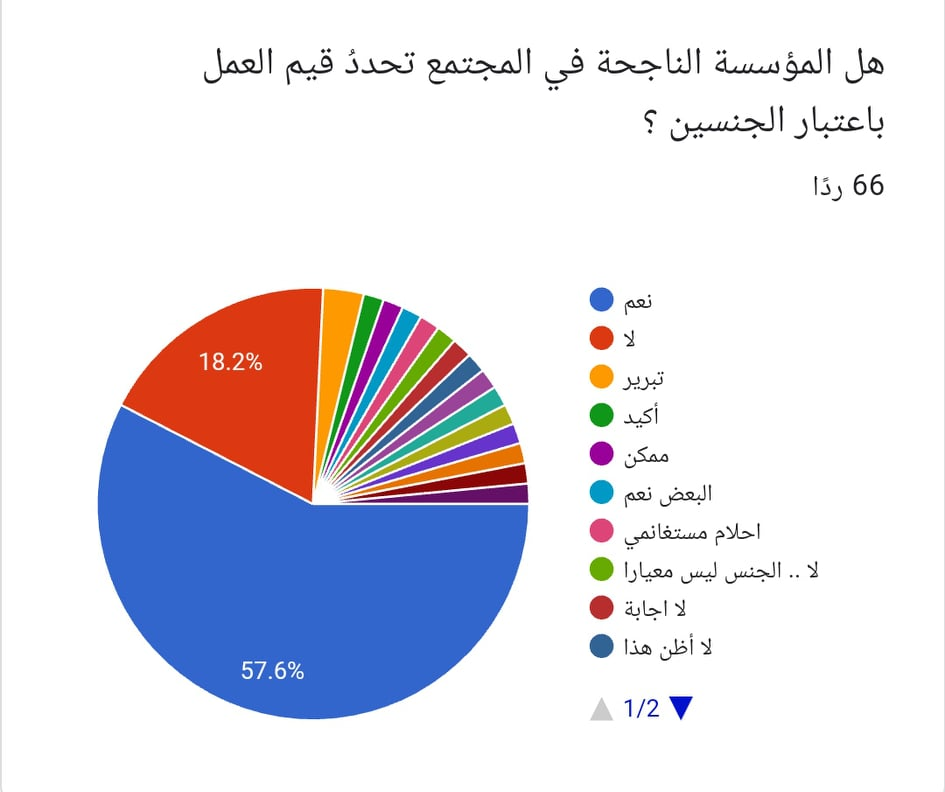 هل المؤسسة الناجحة في المجتمع تحددُ قيم العمل
باعتبار الجنسين ؟
66 ردًا
18.2%
57.6%
نعم
لا
تبرير
أكيد
ممكن
البعض نعم
احلام مستغانمي
لا .. الجنس ليس معيارا
لا اجابة
لا أظن هذا
1/2